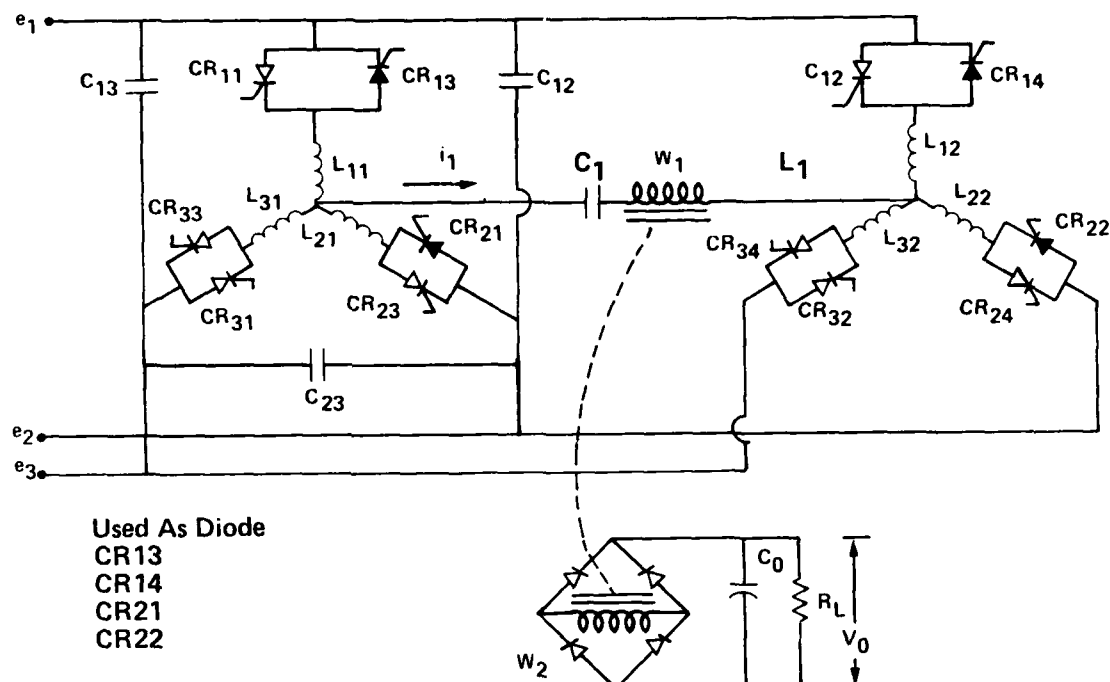 e1
C13
CR11
CR13
C12
C12
CR14
L11
i1
C1
W1
L1
L12
CR33
L31
L21
CR21
CR23
CR31
L22
L32
CR22
CR34
CR32
CR24
C23
e2
e3
Used As Diode
CR13
CR14
CR21
CR22
W2
C0
RL
V0